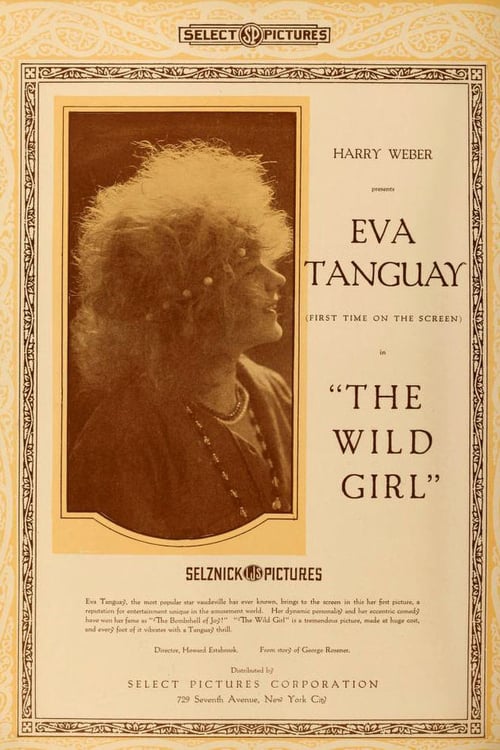 SELECT SP PICTURES
HARRY WEBER
presents
EVA
TANGUAY
(FIRST TIME ON THE SCREEN)
in
"THE
WILD
GIRL"
SELZNICK LJS PICTURES
Eva Tanguay, the most popular star vaudeville has ever known, brings to the screen in this her first picture, a
reputation for entertainment unique in the amusement world. Her dynamic personality and her eccentric comedy
have won her fame as "The Bombshell of Joy!" "The Wild Girl" is a tremendous picture, made at huge cost,
and every foot of it vibrates with a Tanguay thrill.
Director, Howard Estabrook. From story of George Rosener.
Distributed by
SELECT PICTURES CORPORATION
729 Seventh Avenue, New York City
SELECT SP PICTURES